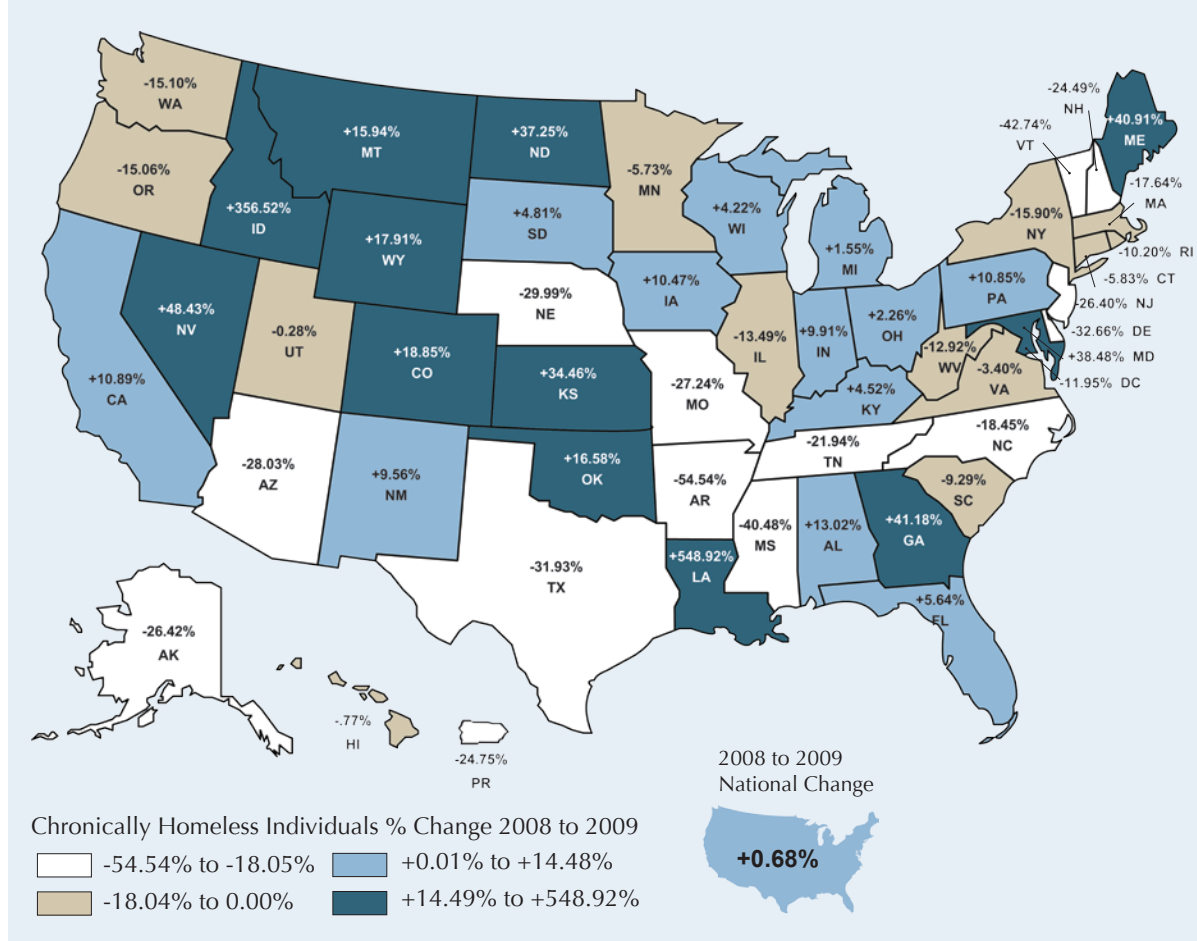 -15.10%
WA
-15.06%
OR
+10.89%
CA
+48.43%
NV
+356.52%
ID
+15.94%
MT
+17.91%
WY
-0.28%
UT
+18.85%
CO
-28.03%
AZ
+9.56%
NM
+37.25%
ND
+4.81%
SD
-29.99%
NE
+34.46%
KS
+16.58%
OK
-31.93%
TX
-5.73%
MN
+10.47%
IA
-27.24%
MO
-54.54%
AR
+548.92%
LA
+4.22%
WI
-13.49%
IL
+1.55%
MI
+9.91%
IN
+2.26%
OH
+4.52%
KY
-21.94%
TN
-40.48%
MS
+13.02%
AL
+41.18%
GA
+5.64%
FL
-9.29%
SC
-18.45%
NC
-3.40%
VA
-12.92%
WV
+10.85%
PA
-15.90%
NY
-42.74%
VT
-24.49%
NH
+40.91%
ME
-17.64%
MA
-10.20% RI
-5.83% CT
-26.40% NJ
-32.66% DE
+38.48% MD
-11.95% DC
-26.42%
AK
-.77%
HI
-24.75%
PR
2008 to 2009
National Change
+0.68%
Chronically Homeless Individuals % Change 2008 to 2009
-54.54% to -18.05%
+0.01% to +14.48%
-18.04% to 0.00%
+14.49% to +548.92%